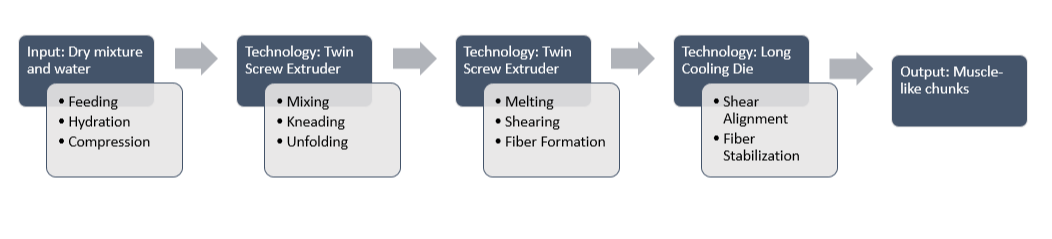 Input: Dry mixture
and water
• Feeding
• Hydration
• Compression
Technology: Twin
Screw Extruder
• Mixing
• Kneading
• Unfolding
Technology: Twin
Screw Extruder
• Melting
• Shearing
• Fiber Formation
Technology: Long
Cooling Die
• Shear
Alignment
• Fiber
Stabilization
Output: Muscle-
like chunks